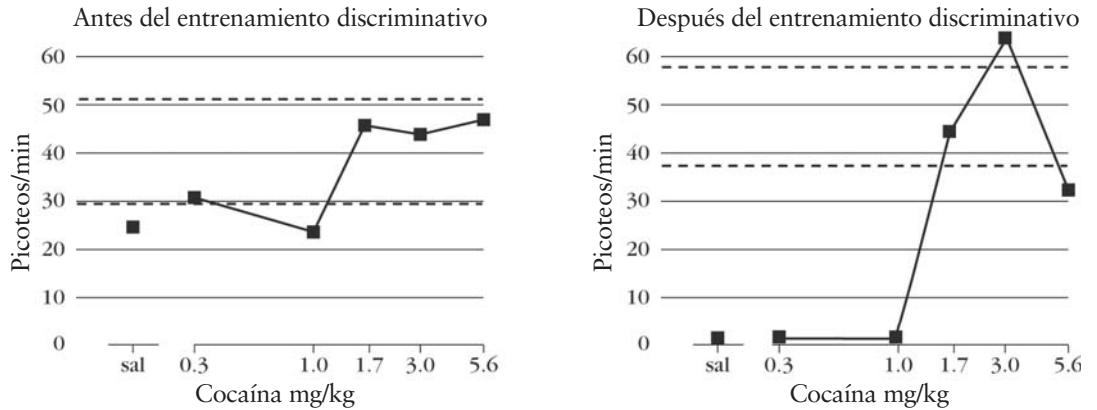 Antes del entrenamiento discriminativo
60
50
40
30
20
10
0
Picoteos/min
sal 0.3 1.0 1.7 3.0 5.6
Cocaína mg/kg
Después del entrenamiento discriminativo
60
50
40
30
20
10
0
Picoteos/min
sal 0.3 1.0 1.7 3.0 5.6
Cocaína mg/kg